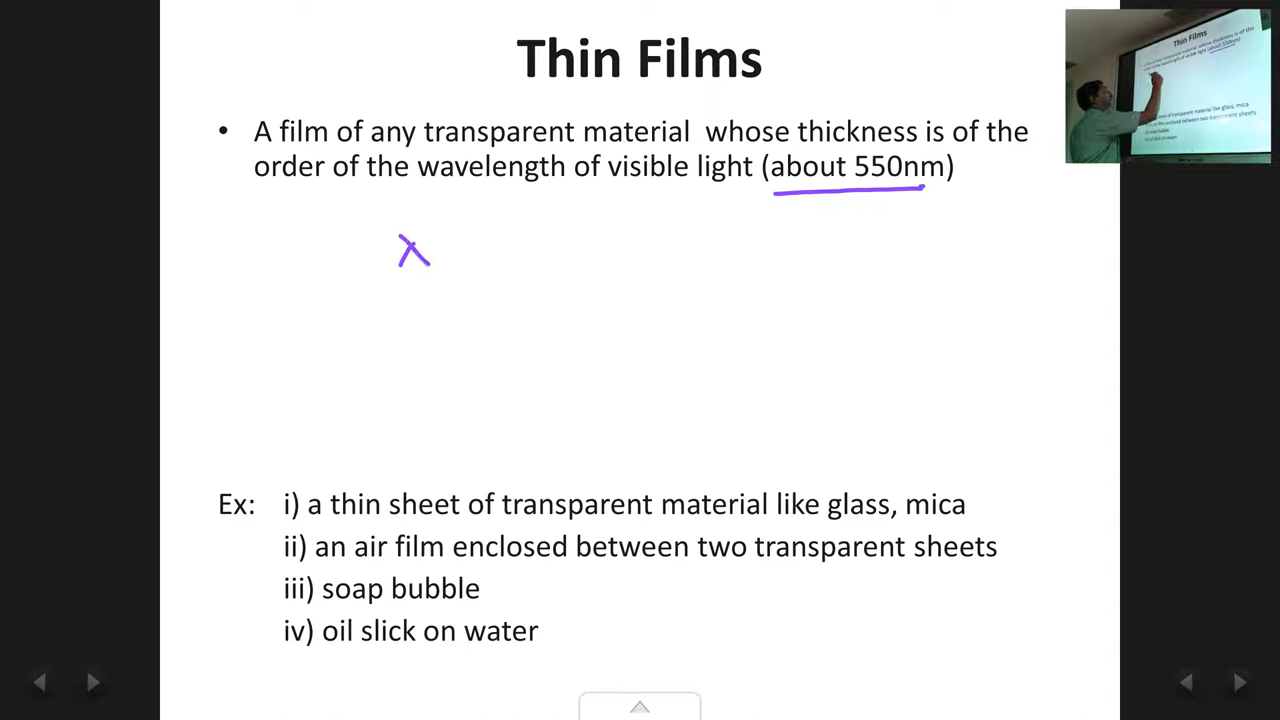 Thin Films
• A film of any transparent material whose thickness is of the
order of the wavelength of visible light (about 550nm)
λ
Ex: i) a thin sheet of transparent material like glass, mica
ii) an air film enclosed between two transparent sheets
iii) soap bubble
iv) oil slick on water
Thin Films